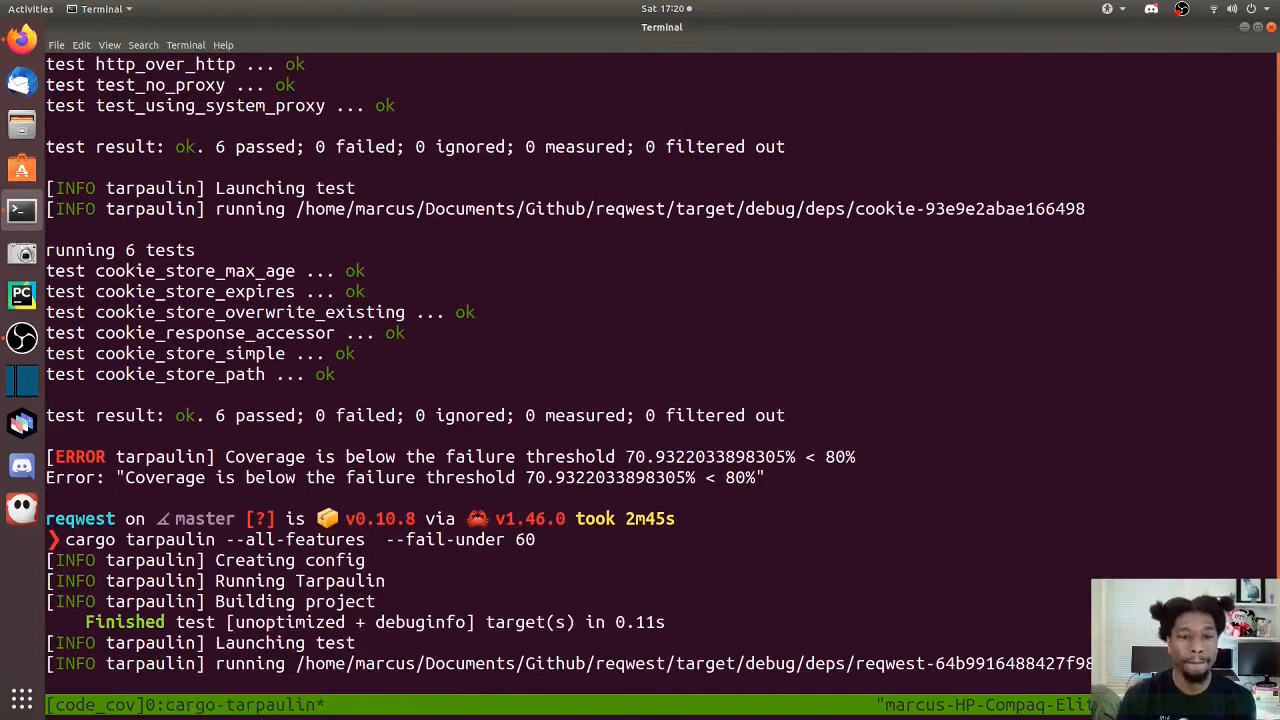 Activities Terminal Sat 17:20
Terminal
File Edit View Search Terminal Help
test http_over_http ... ok
test test_no_proxy ... ok
test test_using_system_proxy ... ok
test result: ok. 6 passed; 0 failed; 0 ignored; 0 measured; 0 filtered out
[INFO tarpaulin] Launching test
[INFO tarpaulin] running /home/marcus/Documents/Github/reqwest/target/debug/deps/cookie-93e9e2abae166498
running 6 tests
test cookie_store_max_age ... ok
test cookie_store_expires ... ok
test cookie_store_overwrite_existing ... ok
test cookie_response_accessor ... ok
test cookie_store_simple ... ok
test cookie_store_path ... ok
test result: ok. 6 passed; 0 failed; 0 ignored; 0 measured; 0 filtered out
[ERROR tarpaulin] Coverage is below the failure threshold 70.9322033898305% < 80%
Error: "Coverage is below the failure threshold 70.9322033898305% < 80%"
reqwest on master [?] is v0.10.8 via v1.46.0 took 2m45s
❯ cargo tarpaulin --all-features  --fail-under 60
[INFO tarpaulin] Creating config
[INFO tarpaulin] Running Tarpaulin
[INFO tarpaulin] Building project
Finished test [unoptimized + debuginfo] target(s) in 0.11s
[INFO tarpaulin] Launching test
[INFO tarpaulin] running /home/marcus/Documents/Github/reqwest/target/debug/deps/reqwest-64b9916488427f98
[code_cov]0:cargo-tarpaulin* "marcus-HP-Compaq-Elit
PC